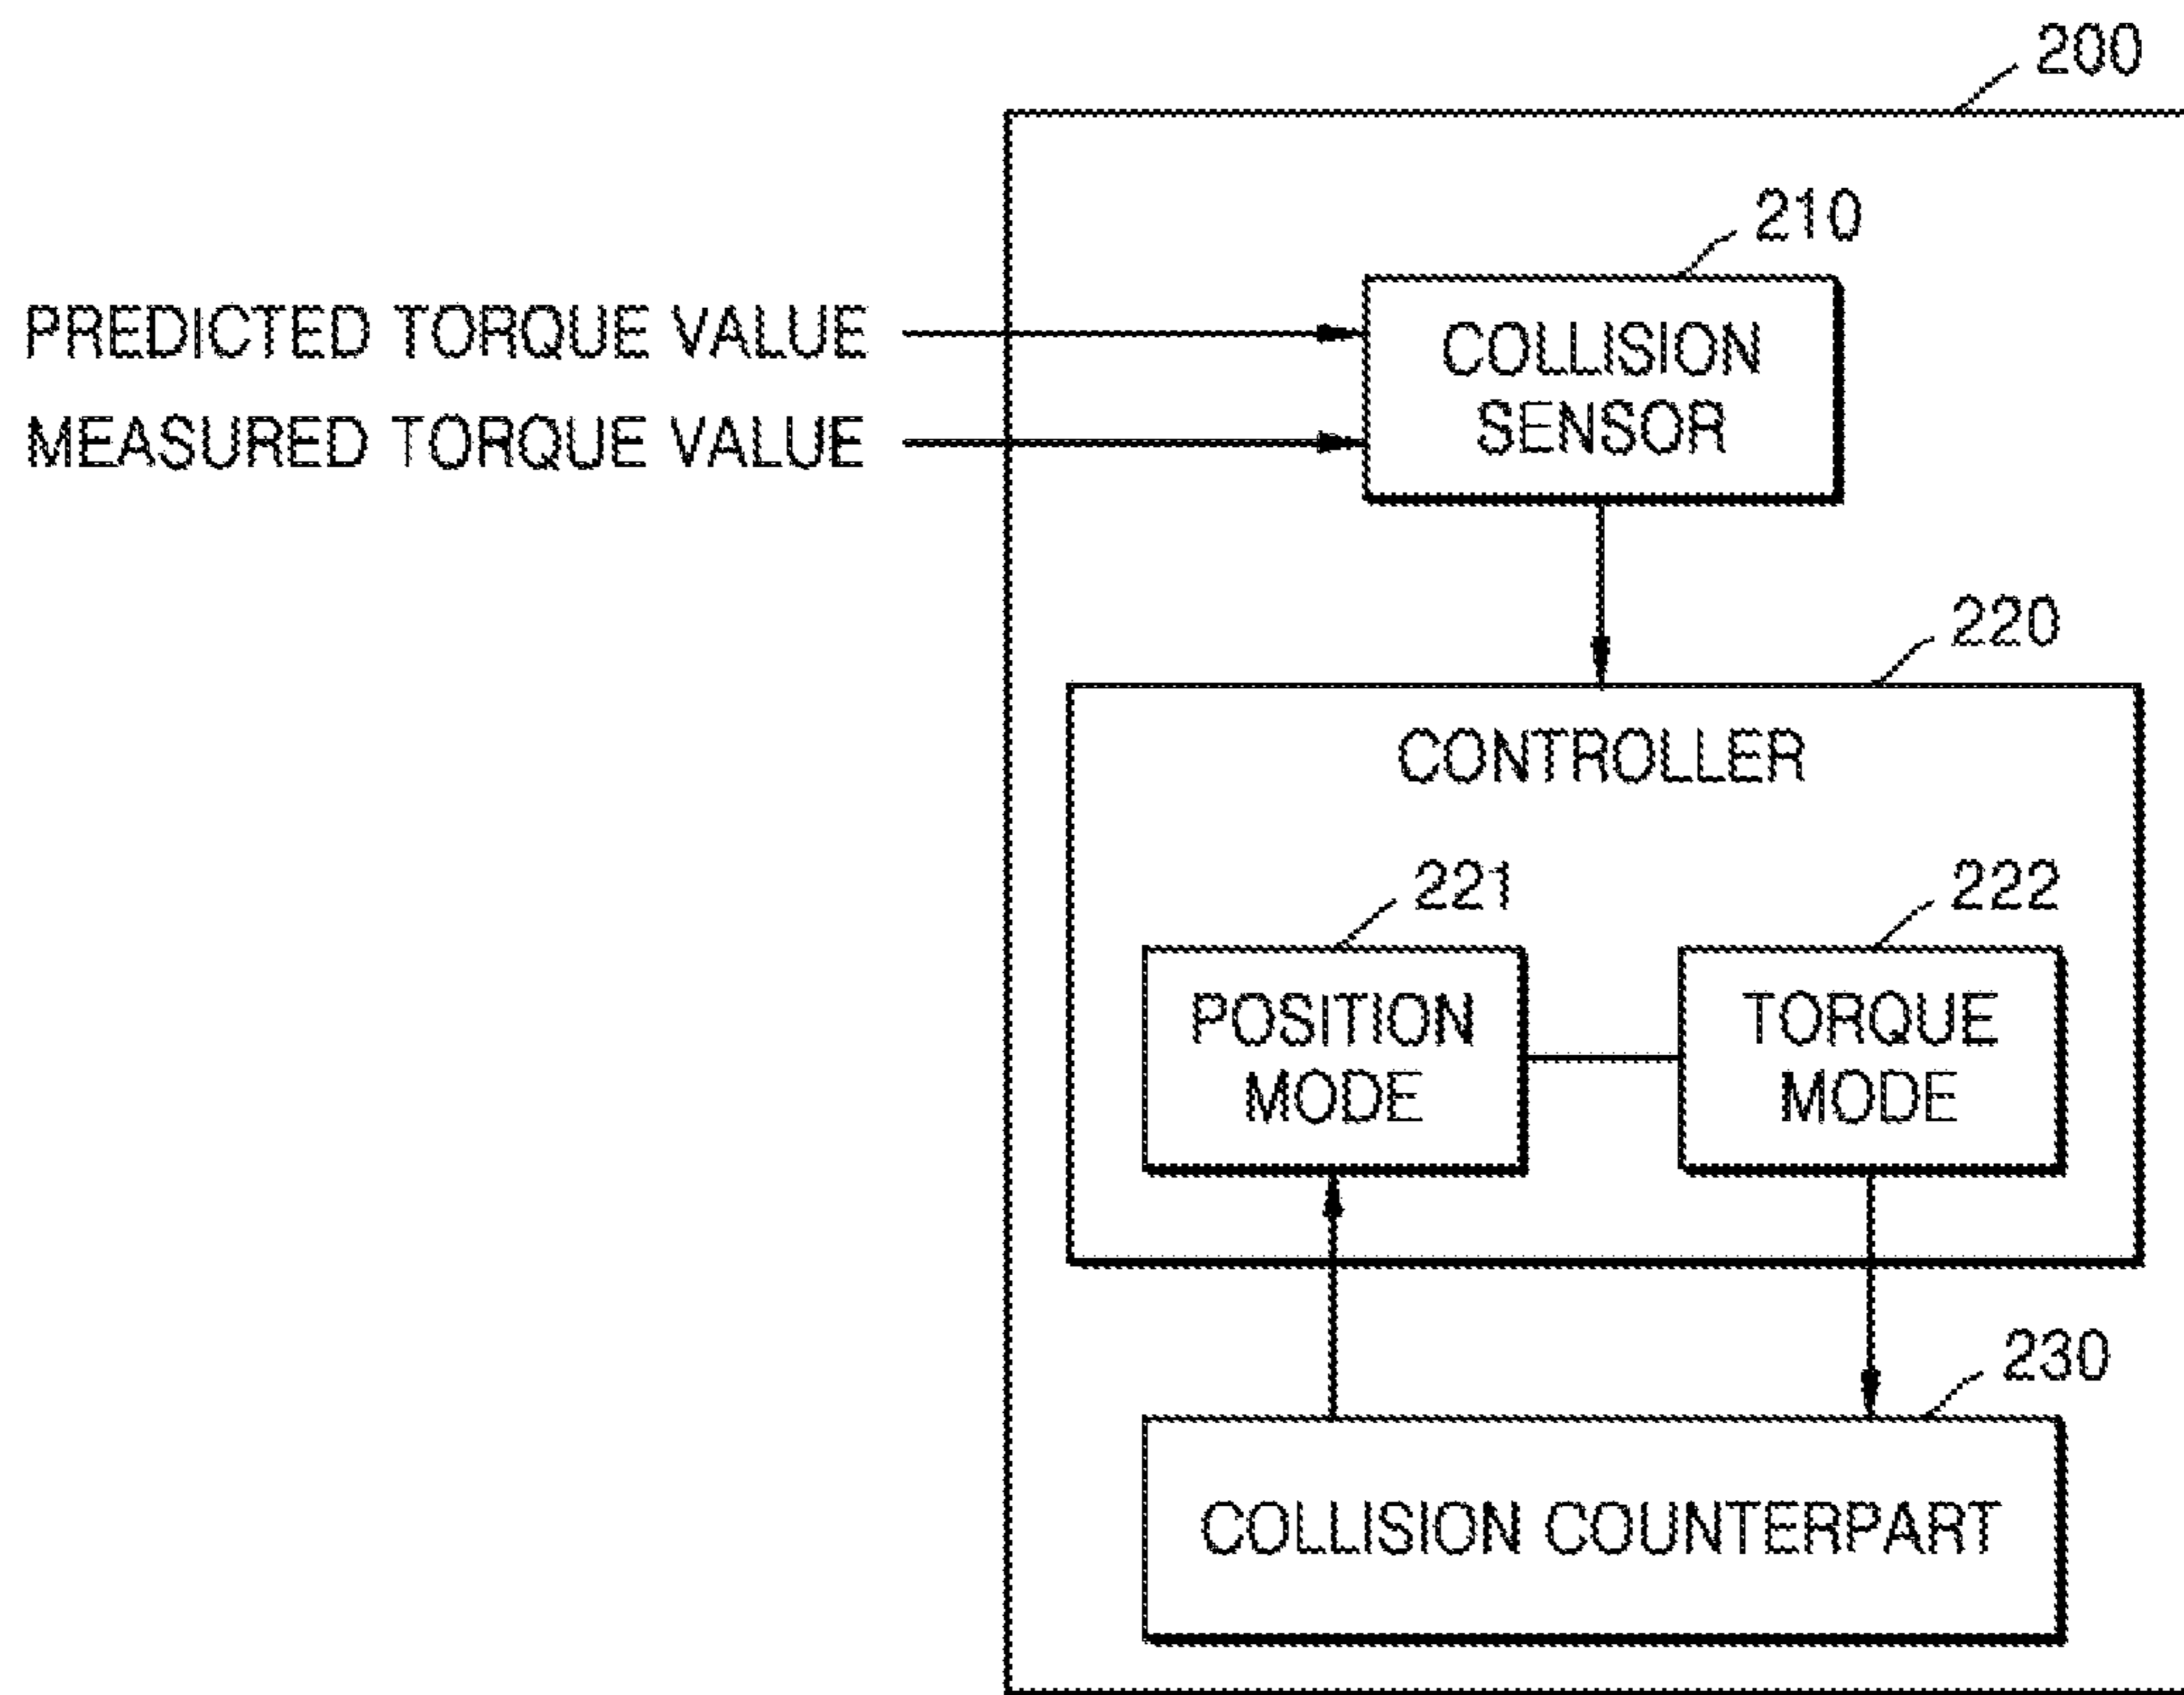 200
210
PREDICTED TORQUE VALUE
MEASURED TORQUE VALUE
COLLISION
SENSOR
220
CONTROLLER
221
222
POSITION
MODE
TORQUE
MODE
230
COLLISION COUNTERPART